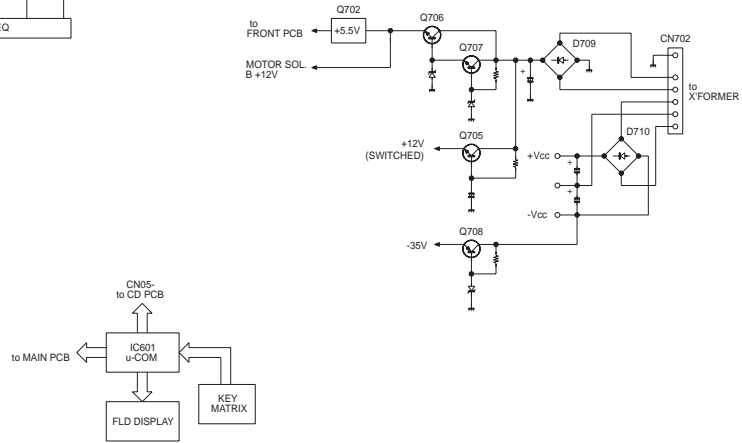 EQ
Q702
Q706
to
FRONT PCB
+5.5V
Q707
D709
CN702
MOTOR SOL.
B +12V
to
X'FORMER
Q705
+12V
(SWITCHED)
D710
+
+Vcc
+
+
-Vcc
Q708
-35V
CN05-
to CD PCB
to MAIN PCB
IC601
u-COM
KEY
MATRIX
FLD DISPLAY